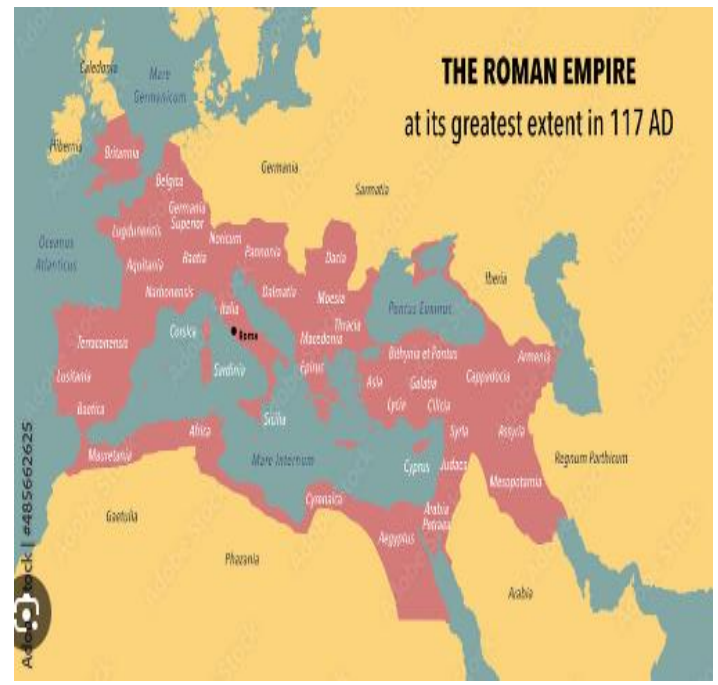 THE ROMAN EMPIRE
at its greatest extent in 117 AD
Caledonia
Mare
Germanicum
Hibernia
Britannia
Germania
Sarmatia
Belgica
Germania
Superior
Lugdunensis
Noricum
Pannonia
Dacia
Oceanus
Atlanticus
Aquitania
Raetia
Iberia
Narbonensis
Dalmatia
Moesia
Pontus Euxinus
Italia
Thracia
Corsica
Roma
Macedonia
Terraconensis
Bithynia et Pontus
Armenia
Sardinia
Epirus
Lusitania
Asia
Galatia
Cappadocia
Baetica
Lycia
Cilicia
Sicilia
Africa
Syria
Assyria
Mauretania
Mare Internum
Cyprus
Judaea
Regnum Parthicum
Mesopotamia
Cyrenaica
Gaetulia
Arabia
Petraea
Aegyptus
Phazania
Arabia
#485662625